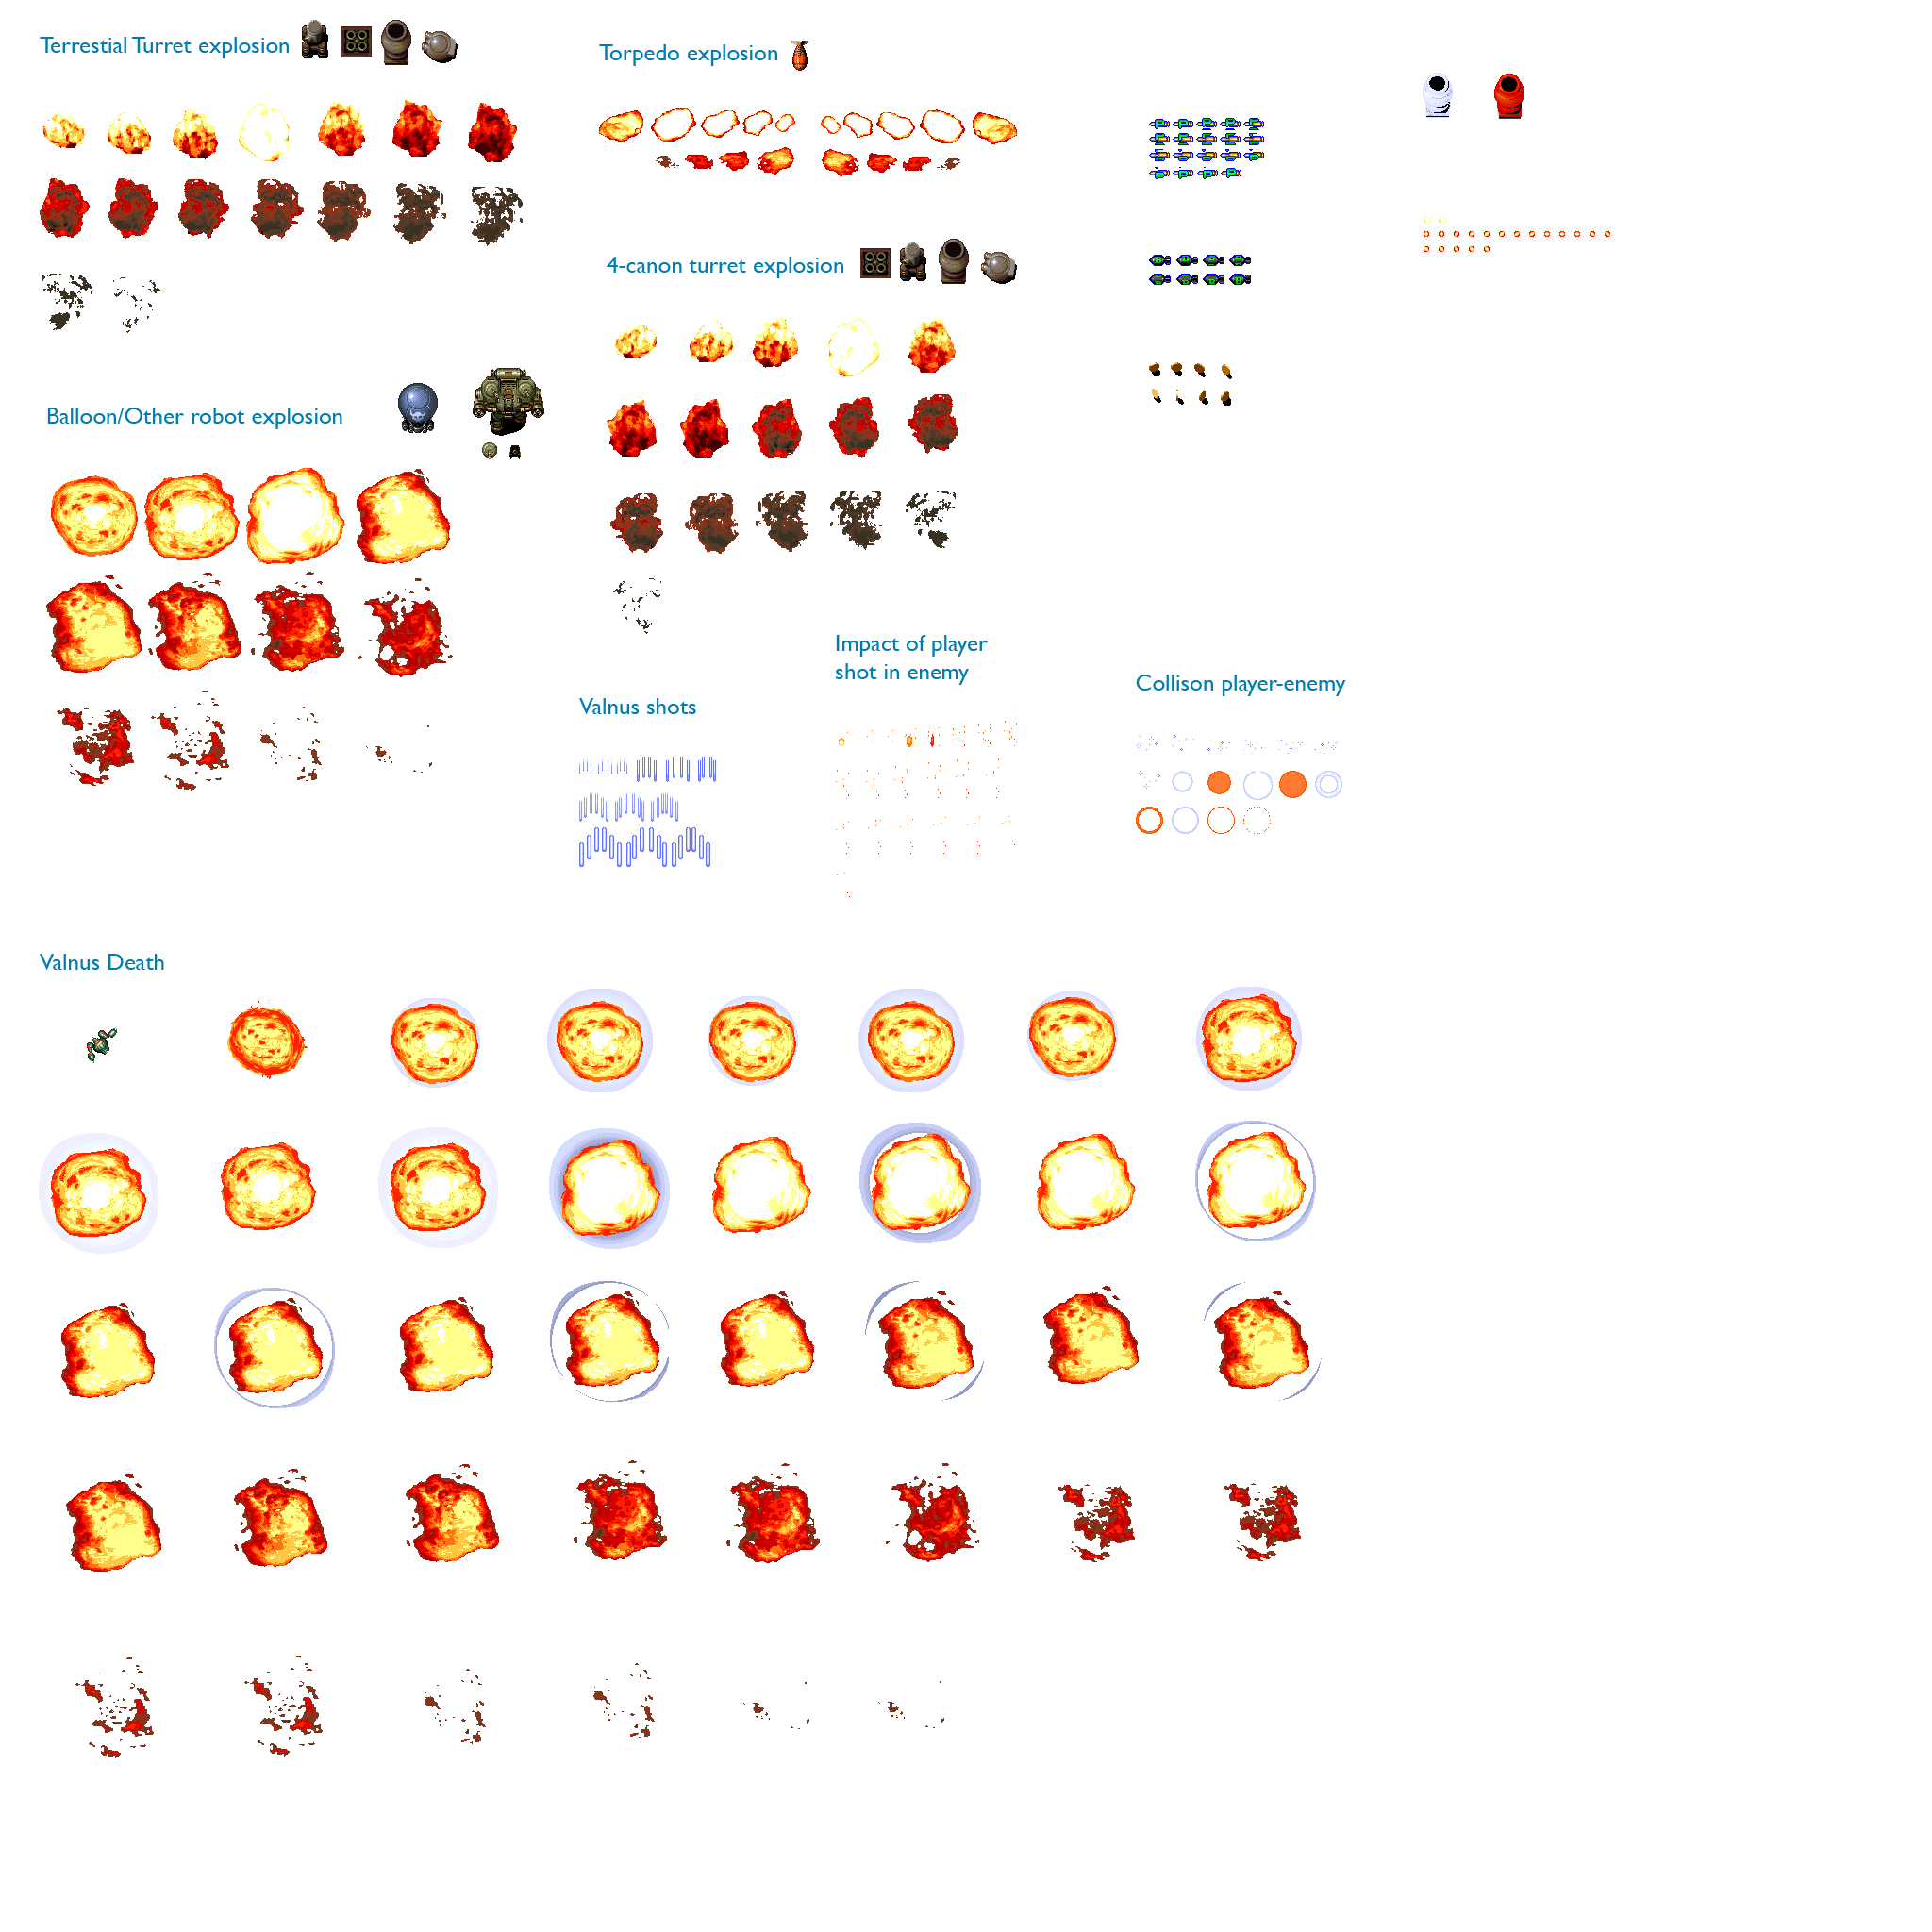 Terrestial Turret explosion
Torpedo explosion
4-canon turret explosion
Balloon/Other robot explosion
Impact of player
shot in enemy
Collison player-enemy
Valnus shots
Valnus Death